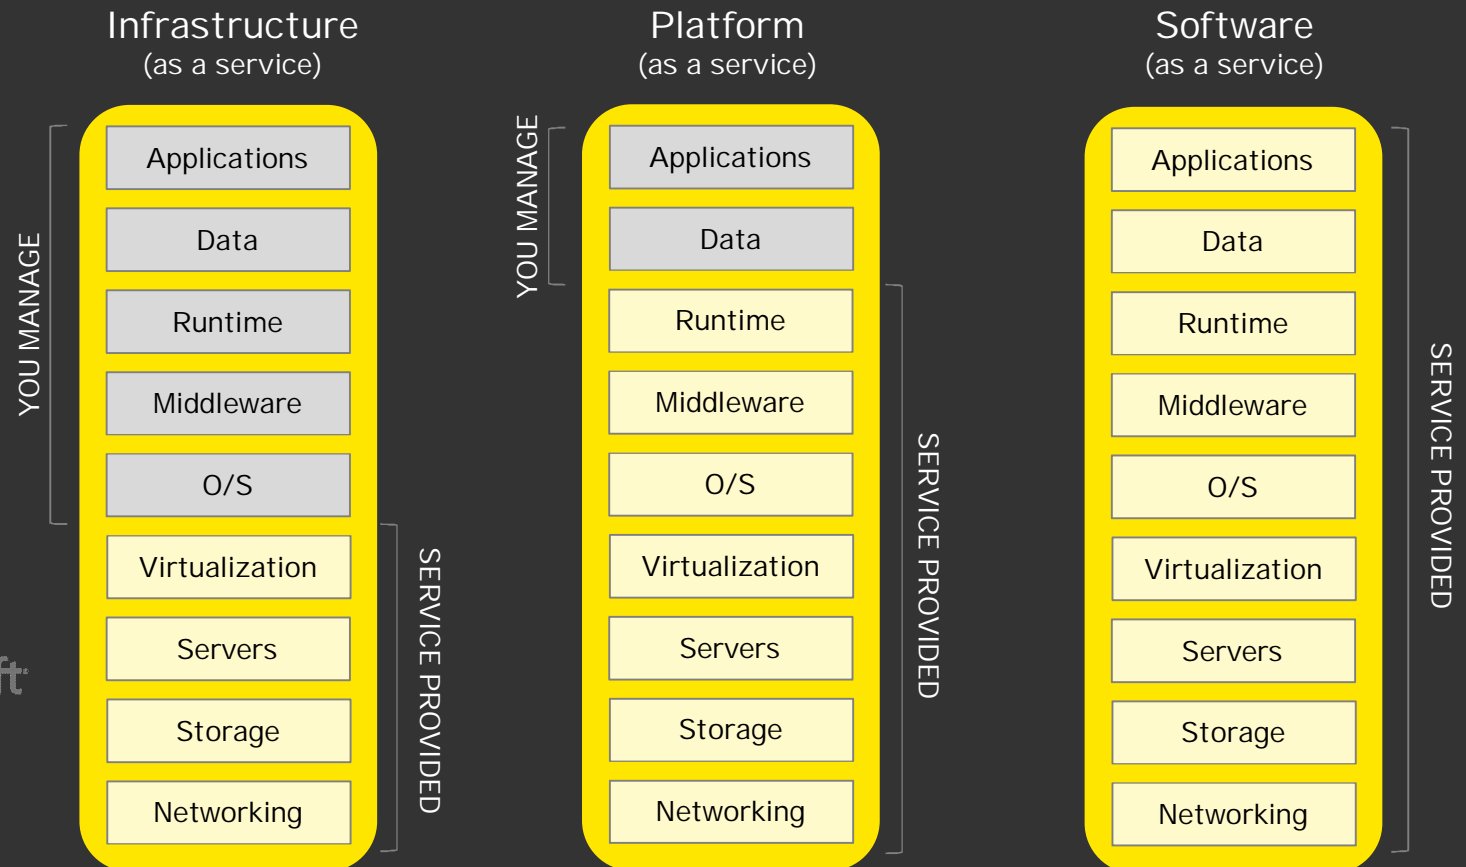 Infrastructure
(as a service)
YOU MANAGE
Applications
Data
Runtime
Middleware
O/S
Virtualization
Servers
Storage
Networking
SERVICE PROVIDED
Platform
(as a service)
YOU MANAGE
Applications
Data
Runtime
Middleware
O/S
Virtualization
Servers
Storage
Networking
SERVICE PROVIDED
Software
(as a service)
Applications
Data
Runtime
Middleware
O/S
Virtualization
Servers
Storage
Networking
SERVICE PROVIDED